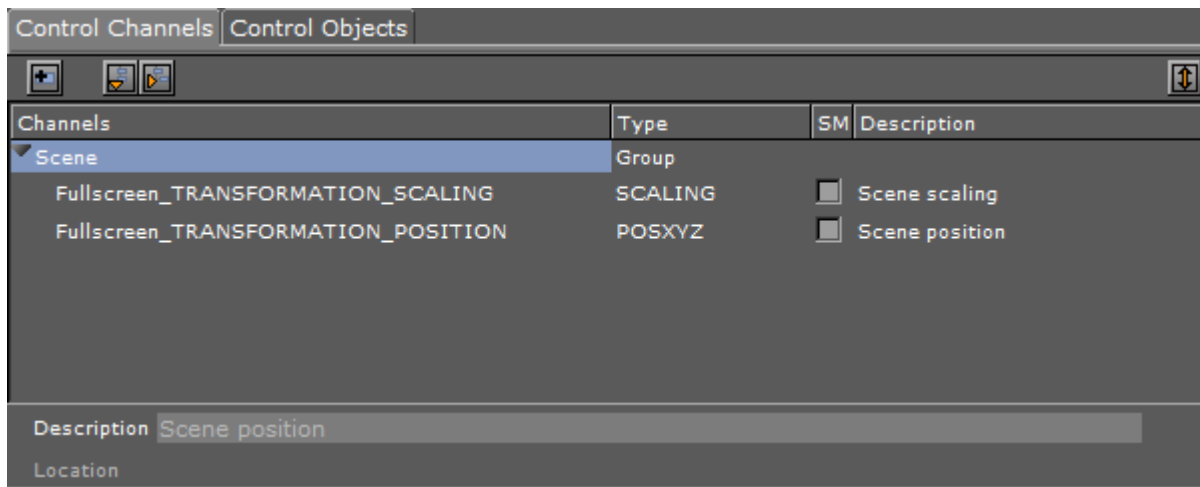 Control Channels Control Objects
Channels Type SM Description
Scene Group
Fullscreen_TRANSFORMATION_SCALING SCALING Scene scaling
Fullscreen_TRANSFORMATION_POSITION POSXYZ Scene position
Description Scene position
Location